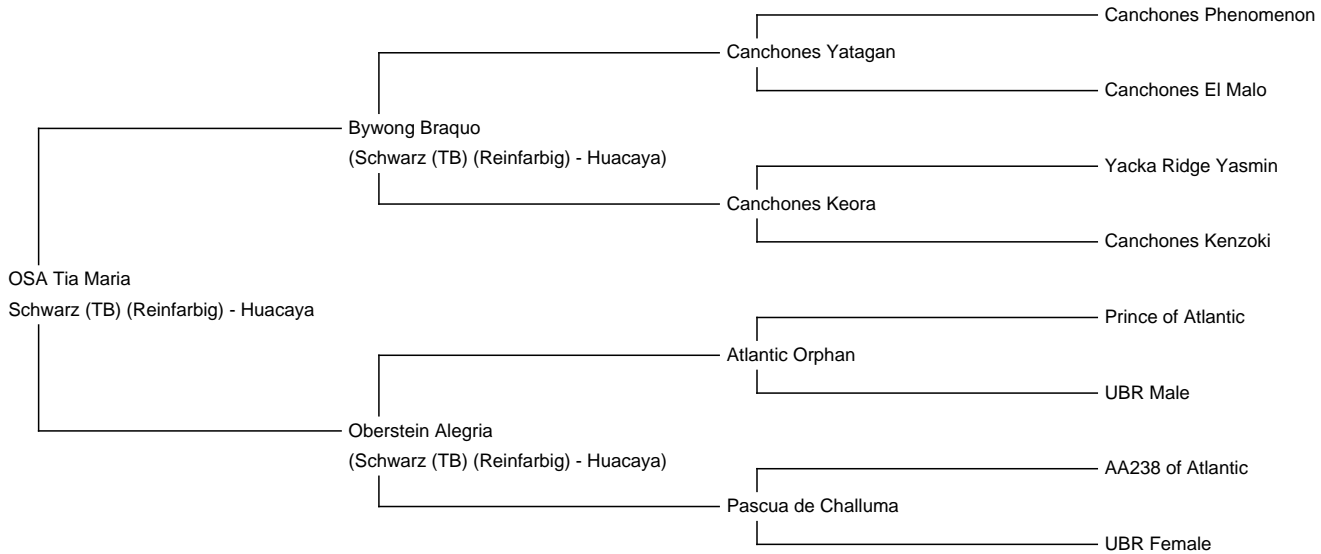 Canchones Phenomenon
Canchones Yatagan
Canchones El Malo
Bywong Braquo
(Schwarz (TB) (Reinfarbig) - Huacaya)
Yacka Ridge Yasmin
Canchones Keora
Canchones Kenzoki
OSA Tia Maria
Schwarz (TB) (Reinfarbig) - Huacaya
Prince of Atlantic
Atlantic Orphan
UBR Male
Oberstein Alegria
(Schwarz (TB) (Reinfarbig) - Huacaya)
AA238 of Atlantic
Pascua de Challuma
UBR Female